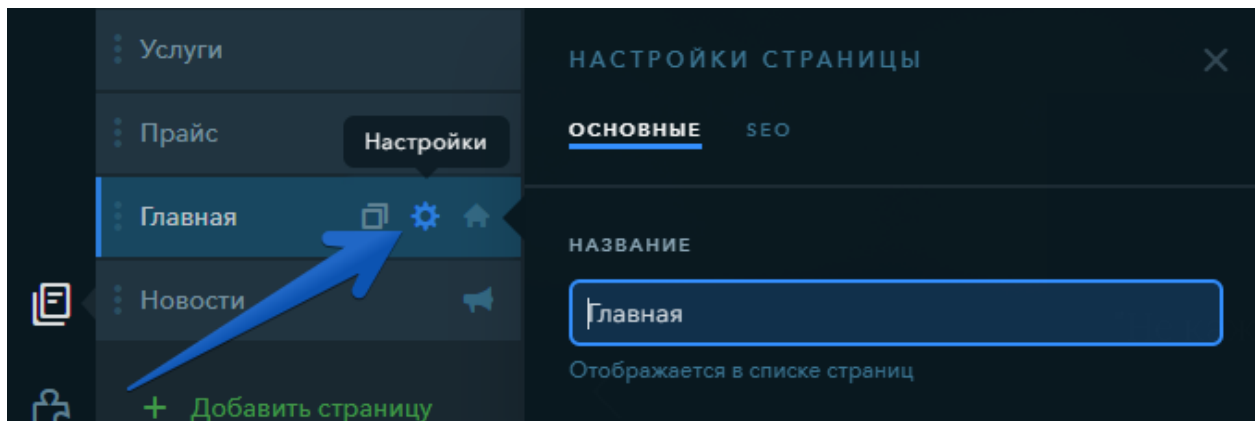 Услуги
Прайс
Настройки
Главная
Новости
+ Добавить страницу
НАСТРОЙКИ СТРАНИЦЫ
ОСНОВНЫЕ SEO
НАЗВАНИЕ
Главная
Отображается в списке страниц